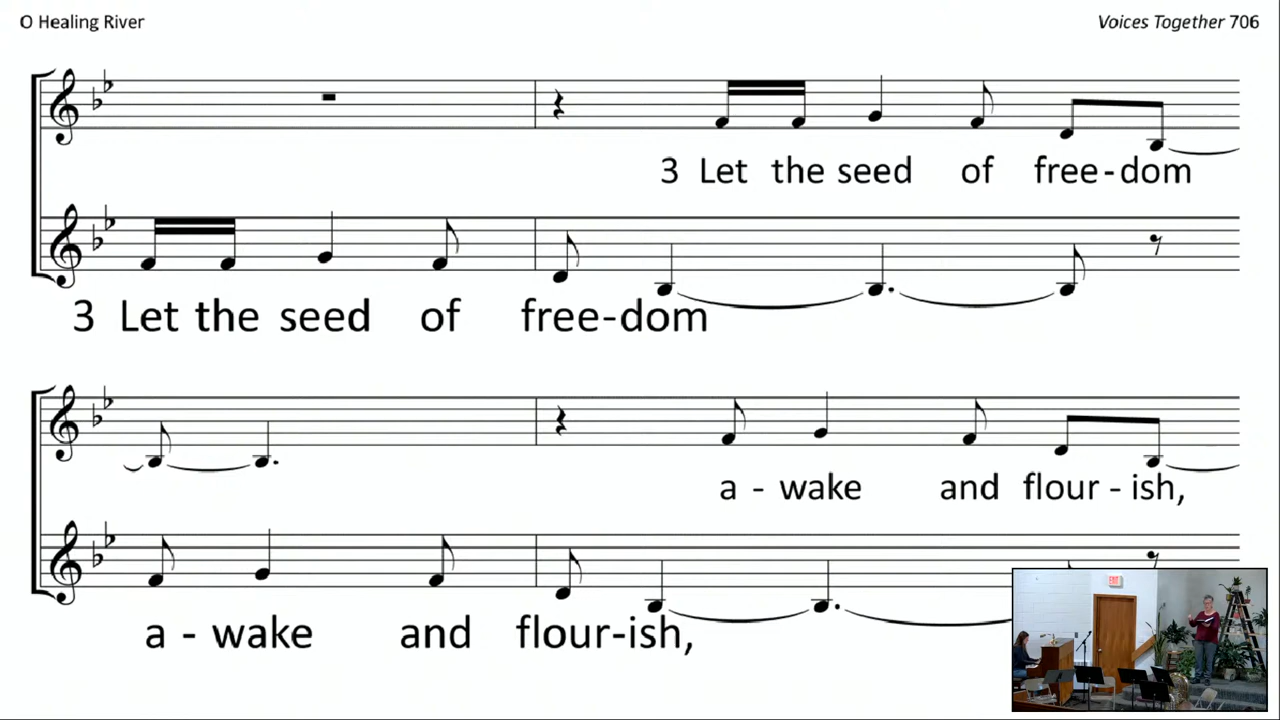 O Healing River
Voices Together 706
3 Let the seed of free-dom
3 Let the seed of free-dom
a - wake and flour - ish,
a - wake and flour-ish,
EXIT